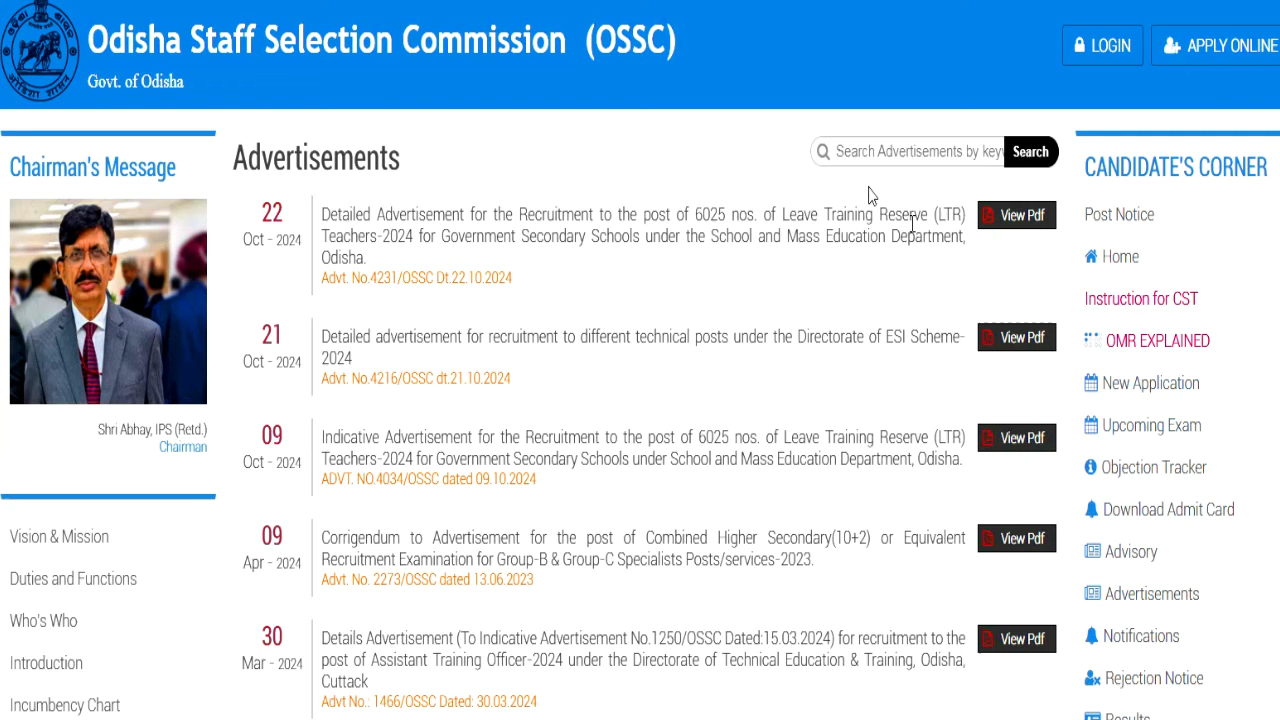 Odisha Staff Selection Commission (OSSC)
Govt. of Odisha
LOGIN
APPLY ONLINE
Chairman's Message
Shri Abhay, IPS (Retd.)
Chairman
Vision & Mission
Duties and Functions
Who's Who
Introduction
Incumbency Chart
Advertisements
Search Advertisements by keyw
Search
22
Oct - 2024
Detailed Advertisement for the Recruitment to the post of 6025 nos. of Leave Training Reserve (LTR)
Teachers-2024 for Government Secondary Schools under the School and Mass Education Department,
Odisha.
Advt. No.4231/OSSC Dt.22.10.2024
View Pdf
21
Oct - 2024
Detailed advertisement for recruitment to different technical posts under the Directorate of ESI Scheme-
2024
Advt. No.4216/OSSC dt.21.10.2024
View Pdf
09
Oct - 2024
Indicative Advertisement for the Recruitment to the post of 6025 nos. of Leave Training Reserve (LTR)
Teachers-2024 for Government Secondary Schools under School and Mass Education Department, Odisha.
ADVT. NO.4034/OSSC dated 09.10.2024
View Pdf
09
Apr - 2024
Corrigendum to Advertisement for the post of Combined Higher Secondary(10+2) or Equivalent
Recruitment Examination for Group-B & Group-C Specialists Posts/services-2023.
Advt. No. 2273/OSSC dated 13.06.2023
View Pdf
30
Mar - 2024
Details Advertisement (To Indicative Advertisement No.1250/OSSC Dated:15.03.2024) for recruitment to the
post of Assistant Training Officer-2024 under the Directorate of Technical Education & Training, Odisha,
Cuttack
Advt No.: 1466/OSSC Dated: 30.03.2024
View Pdf
CANDIDATE'S CORNER
Post Notice
Home
Instruction for CST
OMR EXPLAINED
New Application
Upcoming Exam
Objection Tracker
Download Admit Card
Advisory
Advertisements
Notifications
Rejection Notice
Results